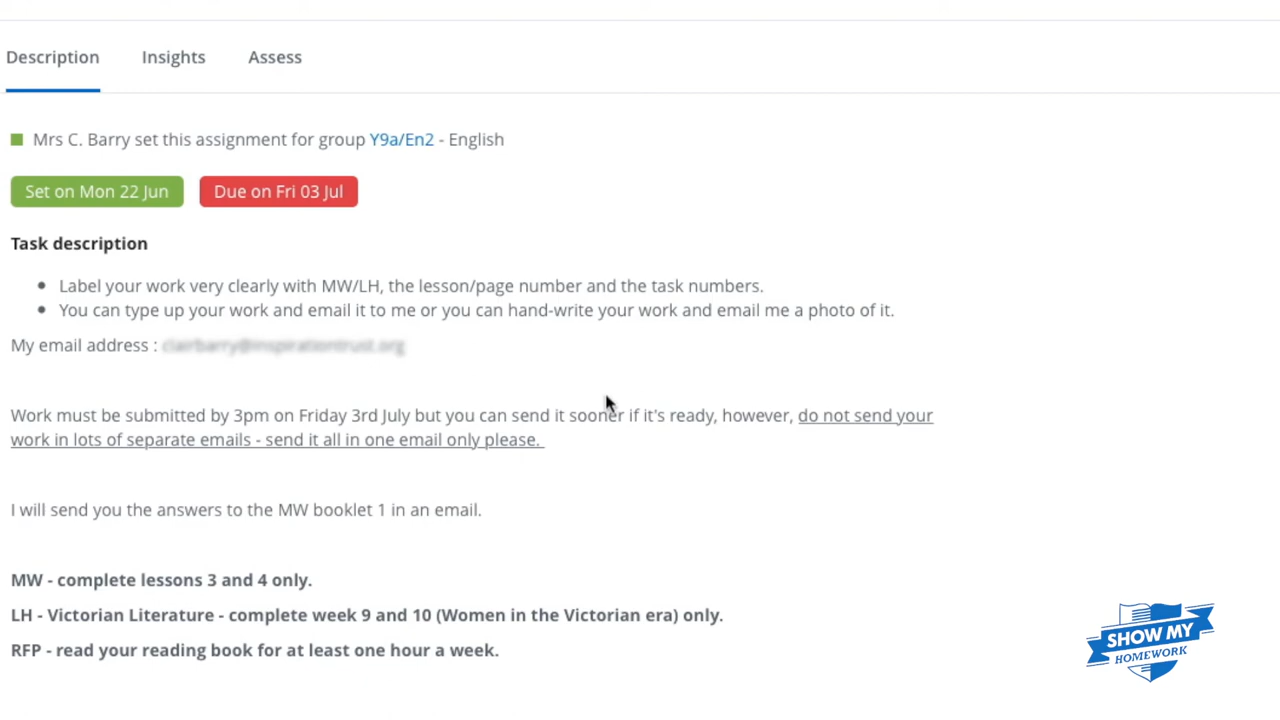 Description Insights Assess
Mrs C. Barry set this assignment for group Y9a/En2 - English
Set on Mon 22 Jun Due on Fri 03 Jul
Task description
Label your work very clearly with MW/LH, the lesson/page number and the task numbers.
You can type up your work and email it to me or you can hand-write your work and email me a photo of it.
My email address :
Work must be submitted by 3pm on Friday 3rd July but you can send it sooner if it's ready, however, do not send your
work in lots of separate emails - send it all in one email only please.
I will send you the answers to the MW booklet 1 in an email.
MW - complete lessons 3 and 4 only.
LH - Victorian Literature - complete week 9 and 10 (Women in the Victorian era) only.
RFP - read your reading book for at least one hour a week.
SHOW MY
HOMEWORK